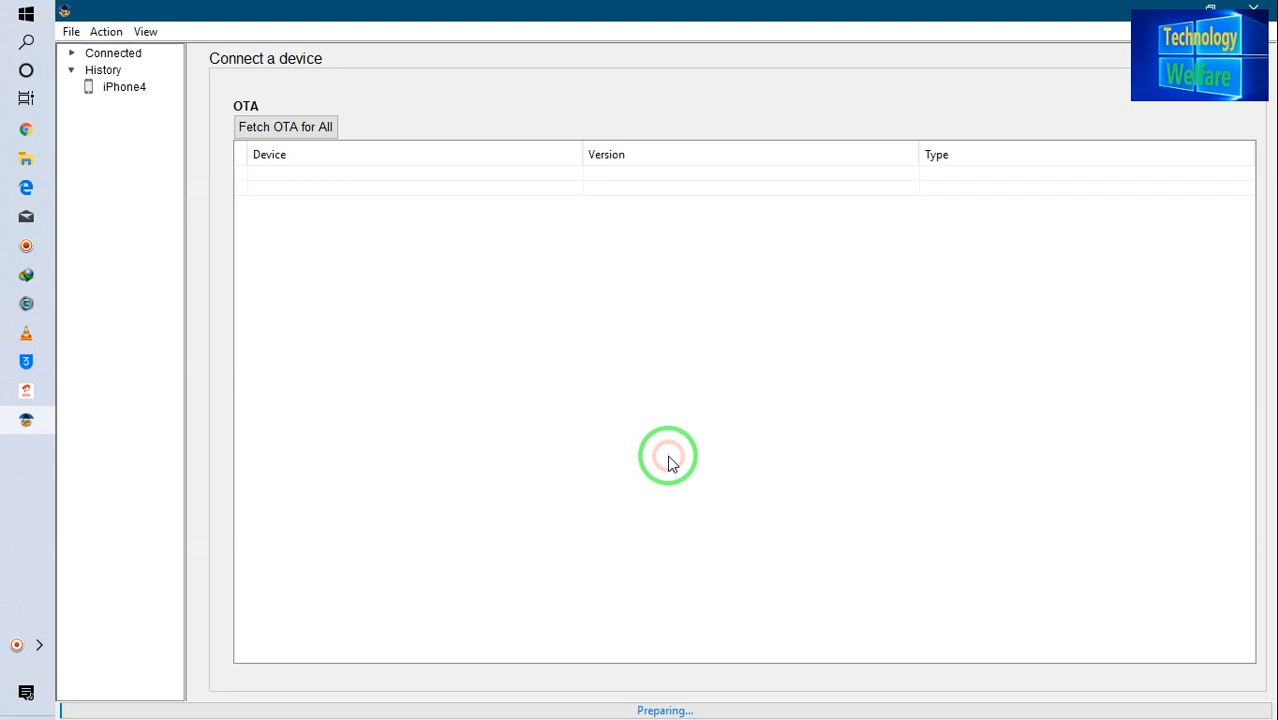 File Action View
Technology
Welfare
Connected
History
iPhone4
Connect a device
OTA
Fetch OTA for All
Device Version Type
Preparing...